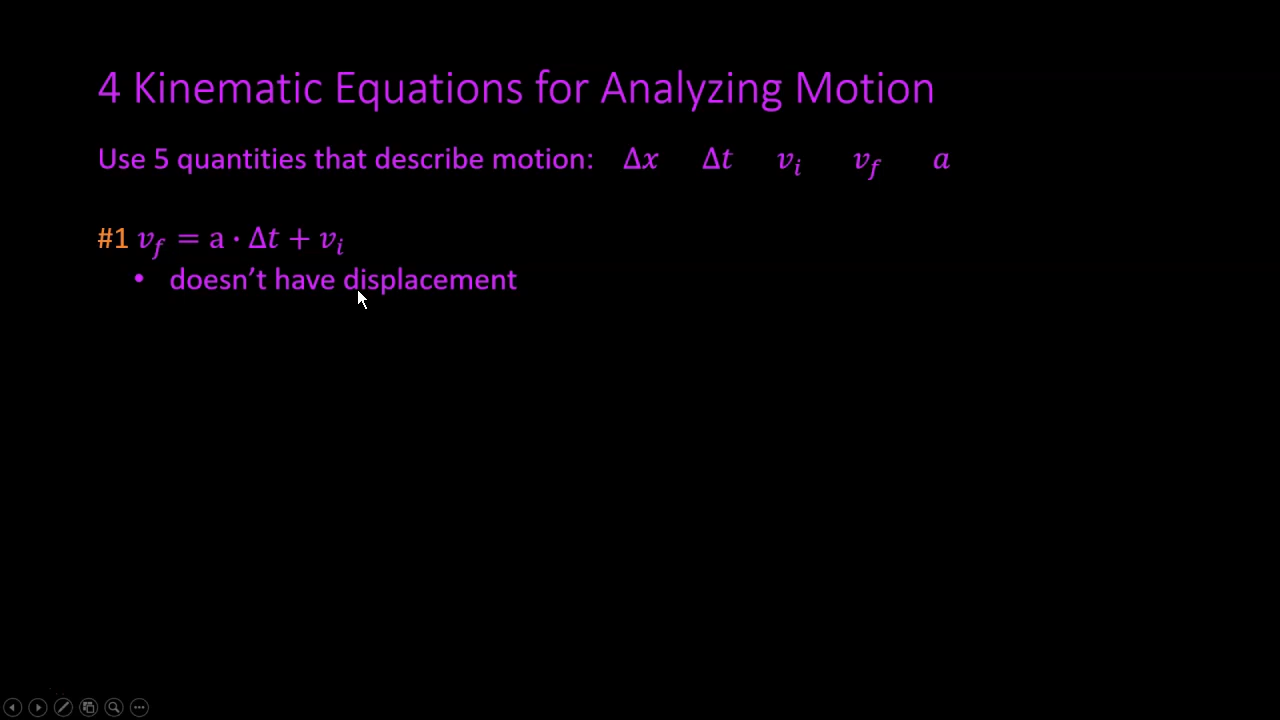 4 Kinematic Equations for Analyzing Motion
Use 5 quantities that describe motion: Δx Δt v_i v_f a
#1 v_f = a · Δt + v_i
• doesn’t have displacement